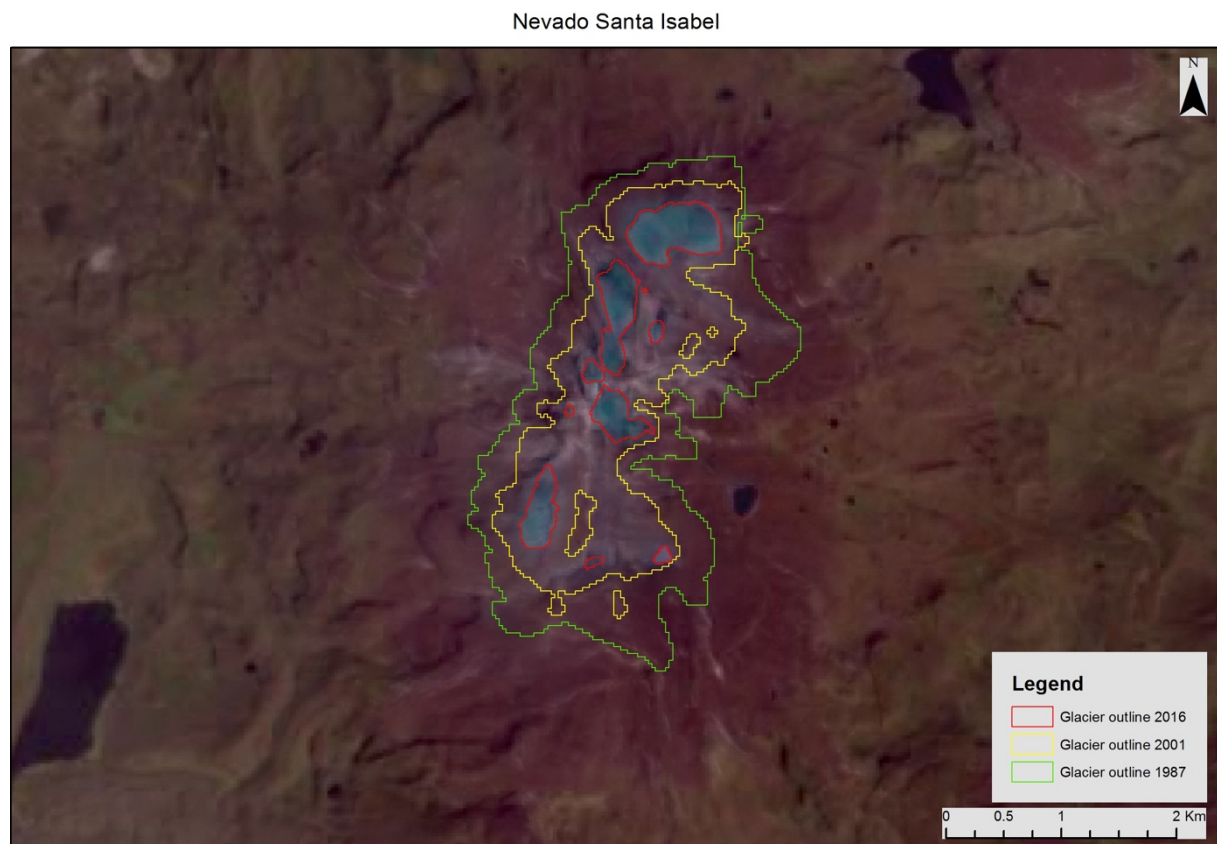 Nevado Santa Isabel
N
Legend
Glacier outline 2016
Glacier outline 2001
Glacier outline 1987
0 0.5 1 2 Km